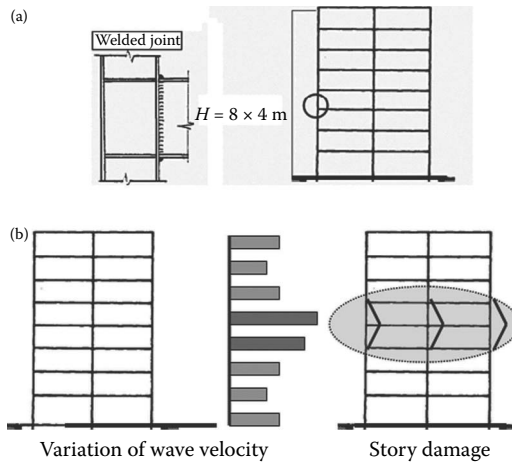 (a)
Welded joint
H = 8 × 4 m
(b)
Variation of wave velocity
Story damage